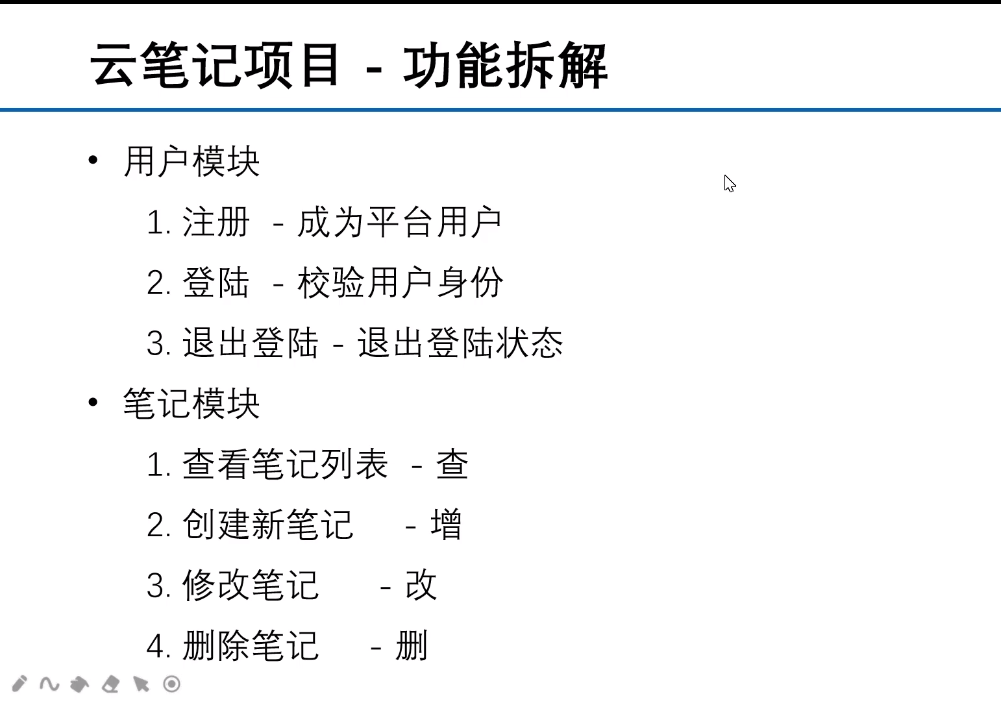 云笔记项目 - 功能拆解
• 用户模块
1. 注册 - 成为平台用户
2. 登陆 - 校验用户身份
3. 退出登陆 - 退出登陆状态
• 笔记模块
1. 查看笔记列表 - 查
2. 创建新笔记 - 增
3. 修改笔记 - 改
4. 删除笔记 - 删